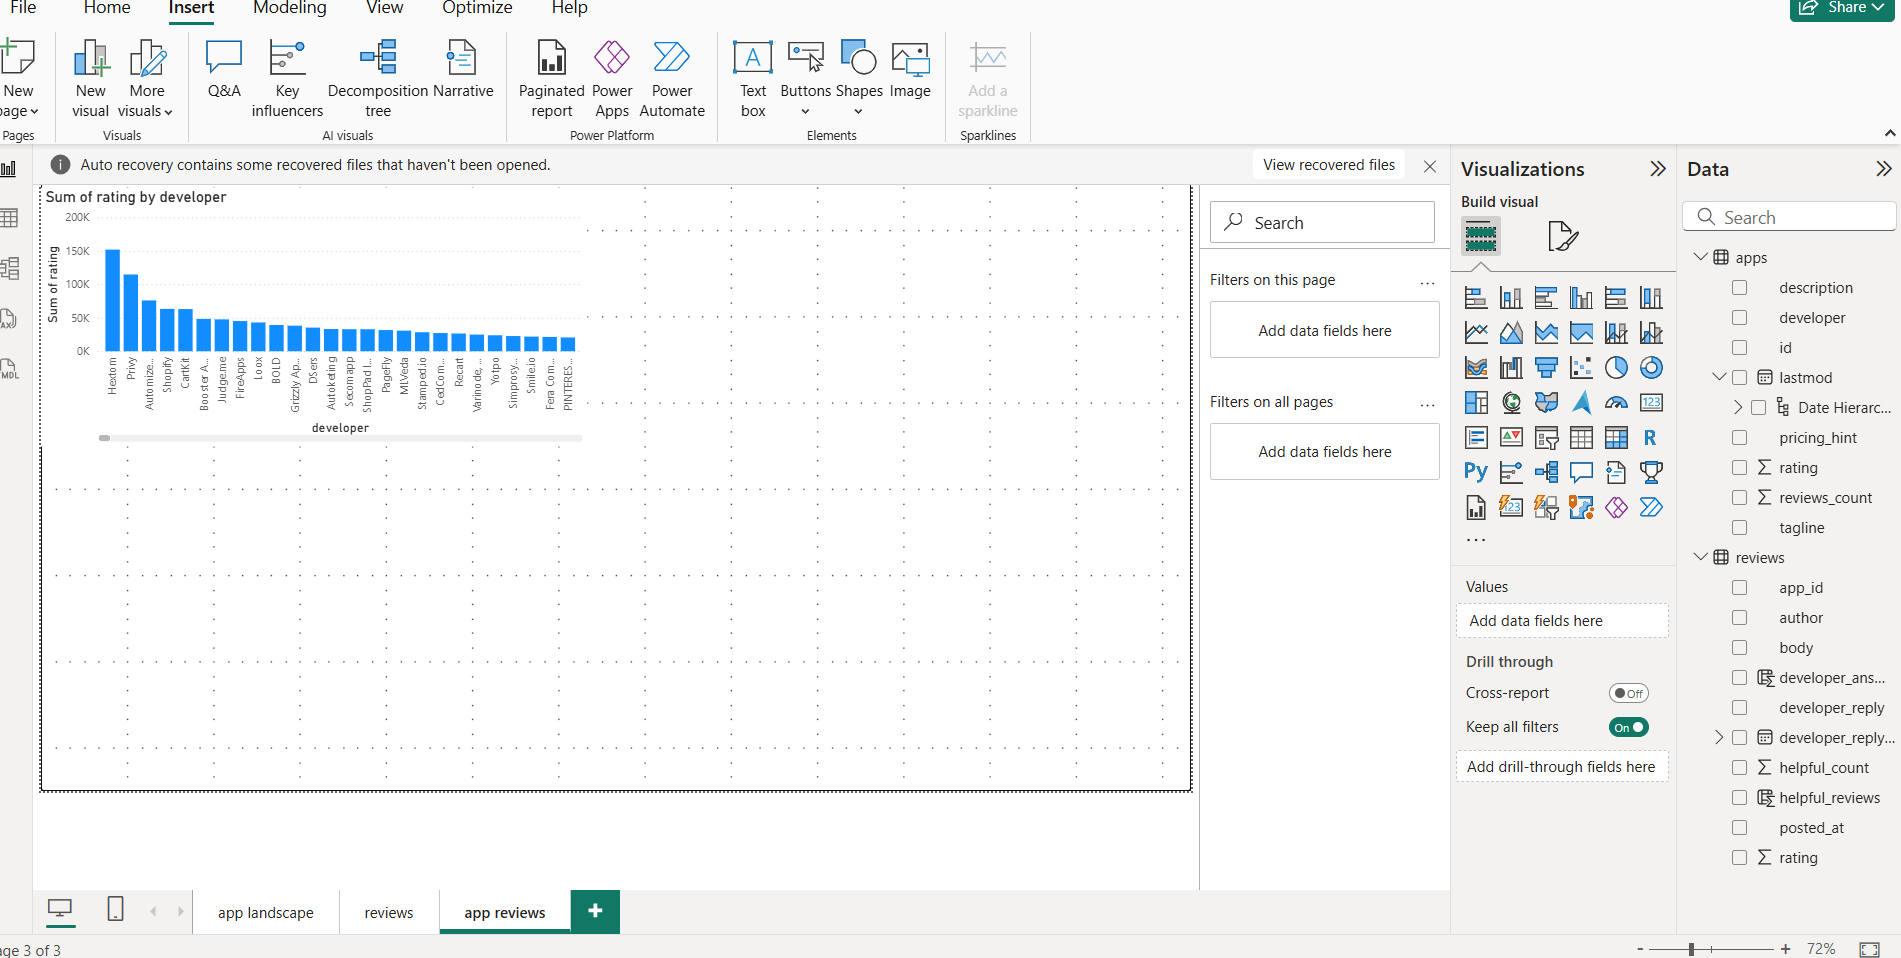 File Home Insert Modeling View Optimize Help Share
New page Pages
New visual More visuals Visuals
Q&A Key influencers Decomposition tree Narrative AI visuals
Paginated report Power Apps Power Automate Power Platform
Text box Buttons Shapes Image Elements
Add a sparkline Sparklines
Auto recovery contains some recovered files that haven't been opened. View recovered files
Sum of rating by developer
Sum of rating
200K
150K
100K
50K
0K
Hextom
Privy
Automize...
Shopify
CartKit
Booster A...
Judge.me
FireApps
Loox
BOLD
Grizzly Ap...
DSers
Autoketing
Secomapp
ShopPad I...
PageFly
MLVeda
Stamped.io
CedCom...
Recart
Varinode, ...
Yotpo
Simprosy...
Smile.io
Fera Com...
PINTERES...
developer
Search
Filters on this page ...
Add data fields here
Filters on all pages ...
Add data fields here
Visualizations
Build visual
123
R
Py
123
...
Values
Add data fields here
Drill through
Cross-report Off
Keep all filters On
Add drill-through fields here
Data
Search
apps
description
developer
id
lastmod
Date Hierarc...
pricing_hint
rating
reviews_count
tagline
reviews
app_id
author
body
developer_ans...
developer_reply
developer_reply...
helpful_count
helpful_reviews
posted_at
rating
app landscape reviews app reviews +
age 3 of 3
- + 72%